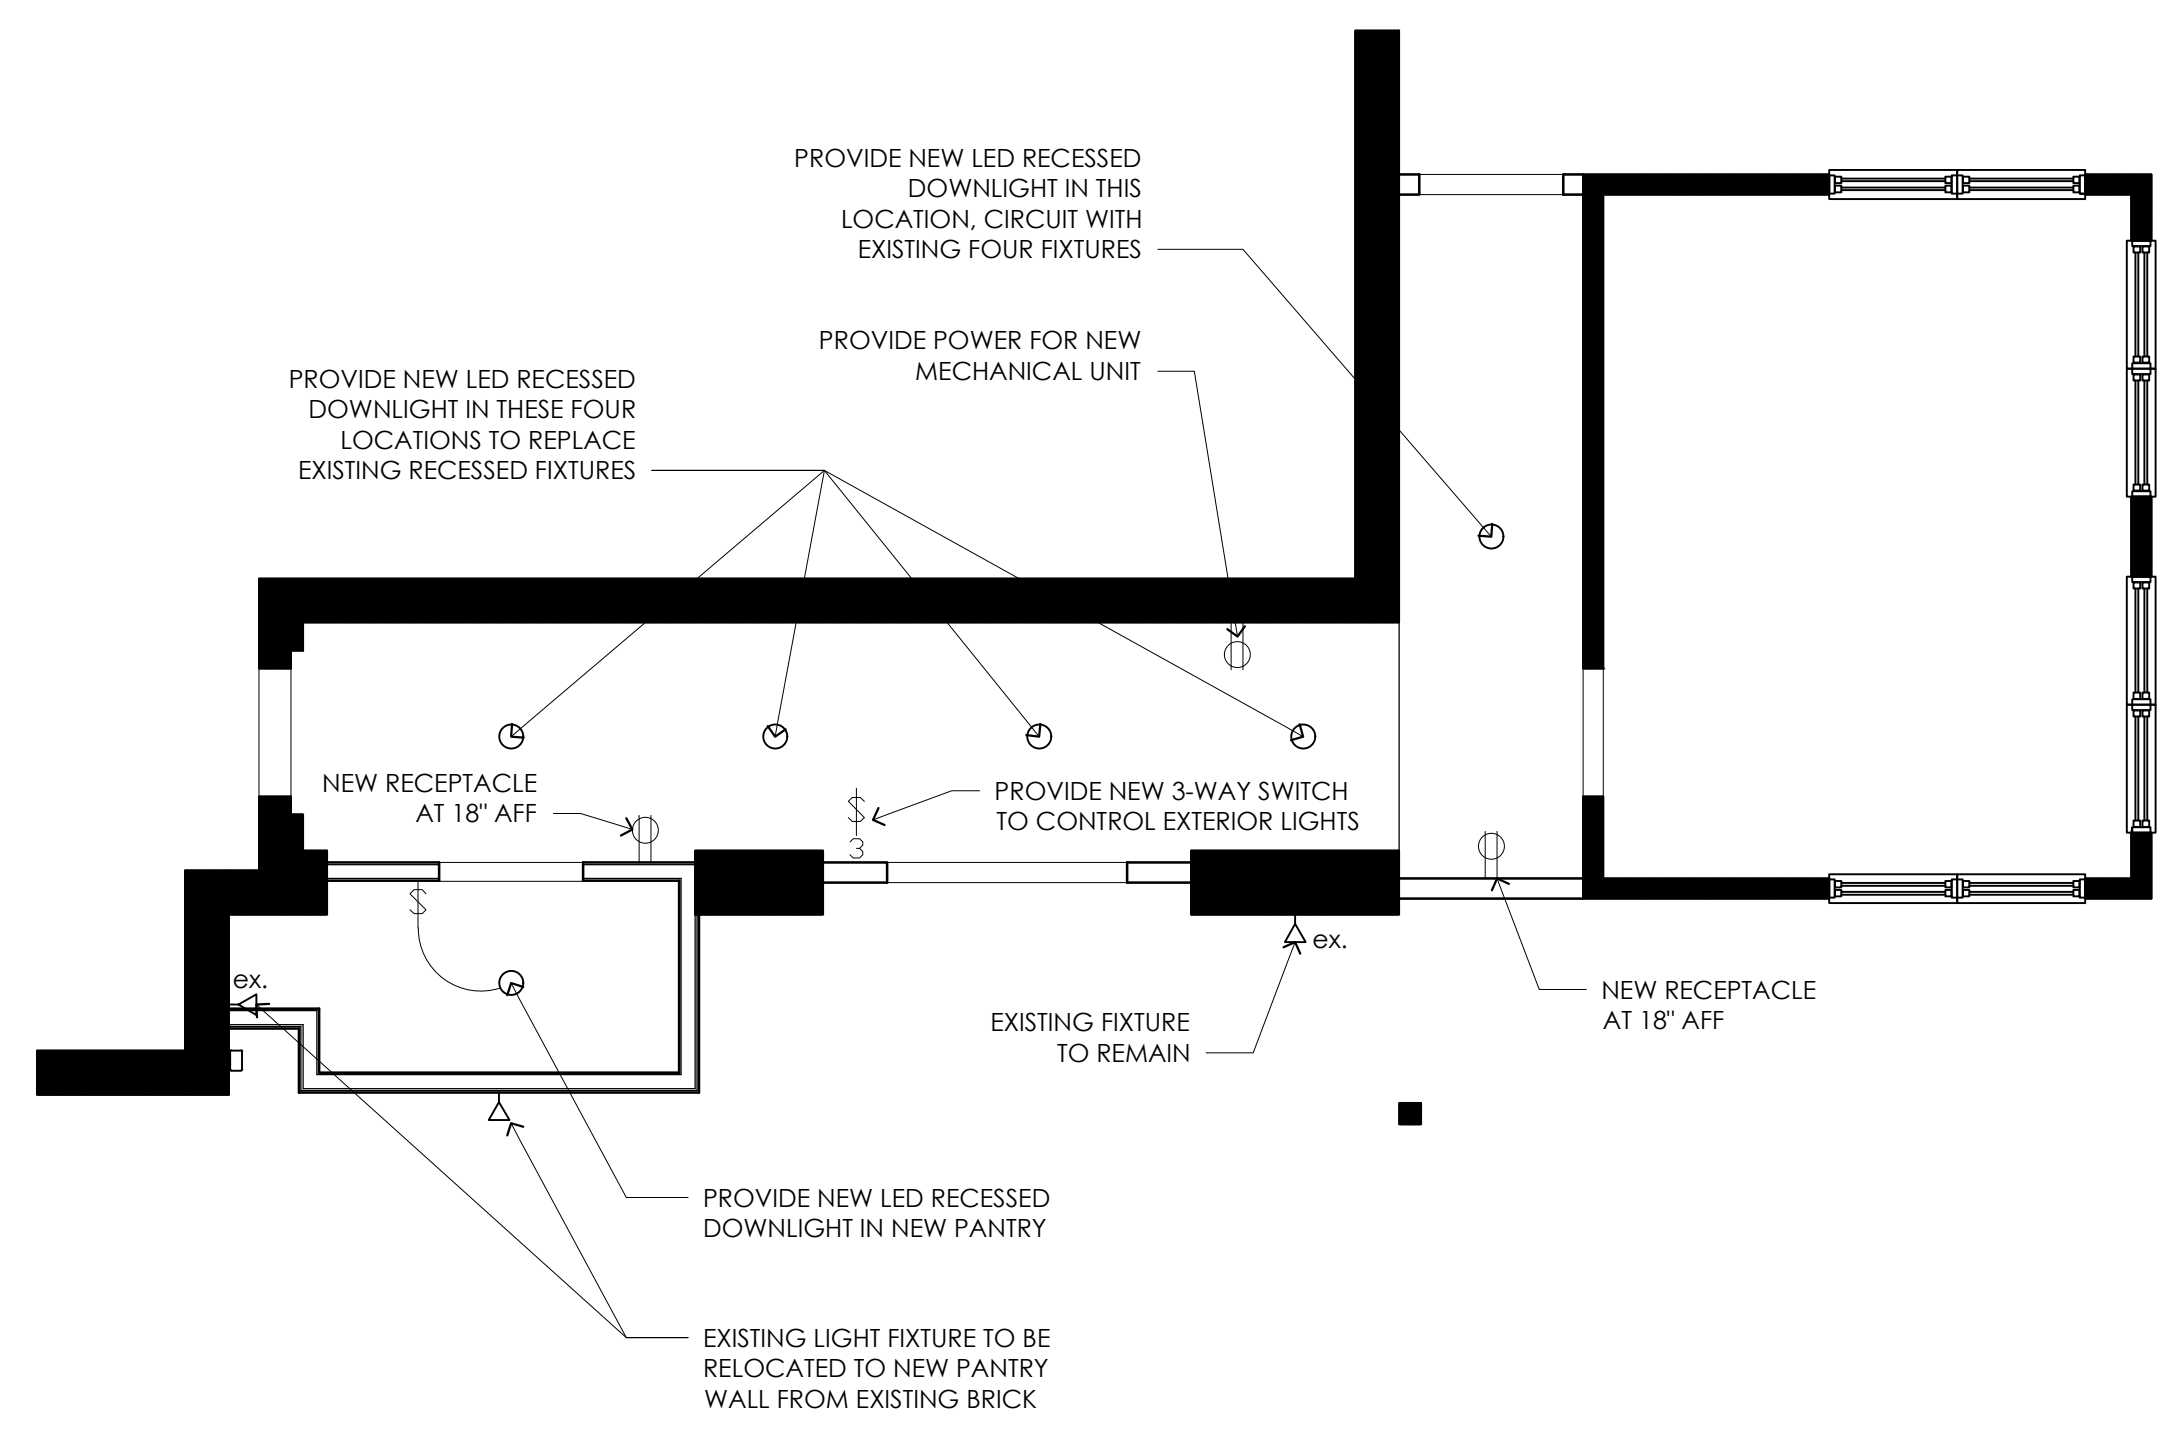 PROVIDE NEW LED RECESSED
DOWNLIGHT IN THIS
LOCATION, CIRCUIT WITH
EXISTING FOUR FIXTURES
PROVIDE POWER FOR NEW
MECHANICAL UNIT
PROVIDE NEW LED RECESSED
DOWNLIGHT IN THESE FOUR
LOCATIONS TO REPLACE
EXISTING RECESSED FIXTURES
NEW RECEPTACLE
AT 18" AFF
$
3
PROVIDE NEW 3-WAY SWITCH
TO CONTROL EXTERIOR LIGHTS
$
ex.
ex.
EXISTING FIXTURE
TO REMAIN
NEW RECEPTACLE
AT 18" AFF
PROVIDE NEW LED RECESSED
DOWNLIGHT IN NEW PANTRY
EXISTING LIGHT FIXTURE TO BE
RELOCATED TO NEW PANTRY
WALL FROM EXISTING BRICK